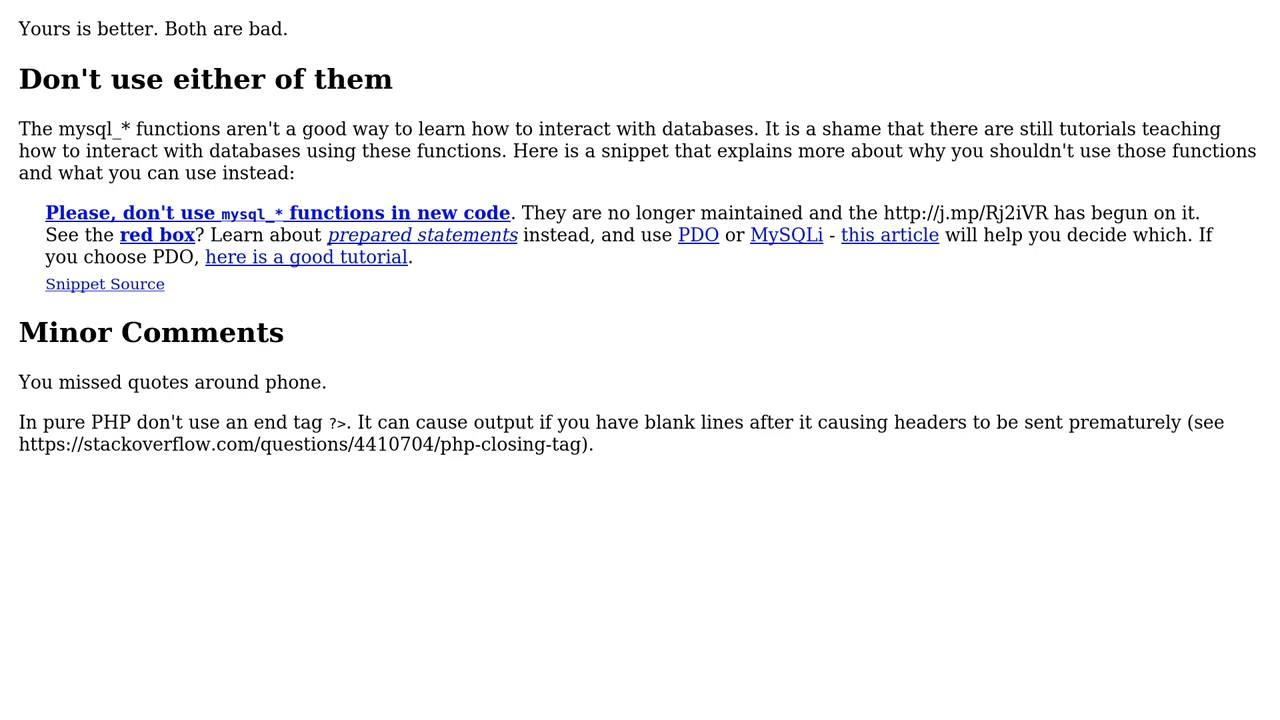 Yours is better. Both are bad.
Don't use either of them
The mysql_* functions aren't a good way to learn how to interact with databases. It is a shame that there are still tutorials teaching
how to interact with databases using these functions. Here is a snippet that explains more about why you shouldn't use those functions
and what you can use instead:
Please, don't use mysql_* functions in new code. They are no longer maintained and the http://j.mp/Rj2iVR has begun on it.
See the red box? Learn about prepared statements instead, and use PDO or MySQLi - this article will help you decide which. If
you choose PDO, here is a good tutorial.
Snippet Source
Minor Comments
You missed quotes around phone.
In pure PHP don't use an end tag ?>. It can cause output if you have blank lines after it causing headers to be sent prematurely (see
https://stackoverflow.com/questions/4410704/php-closing-tag).